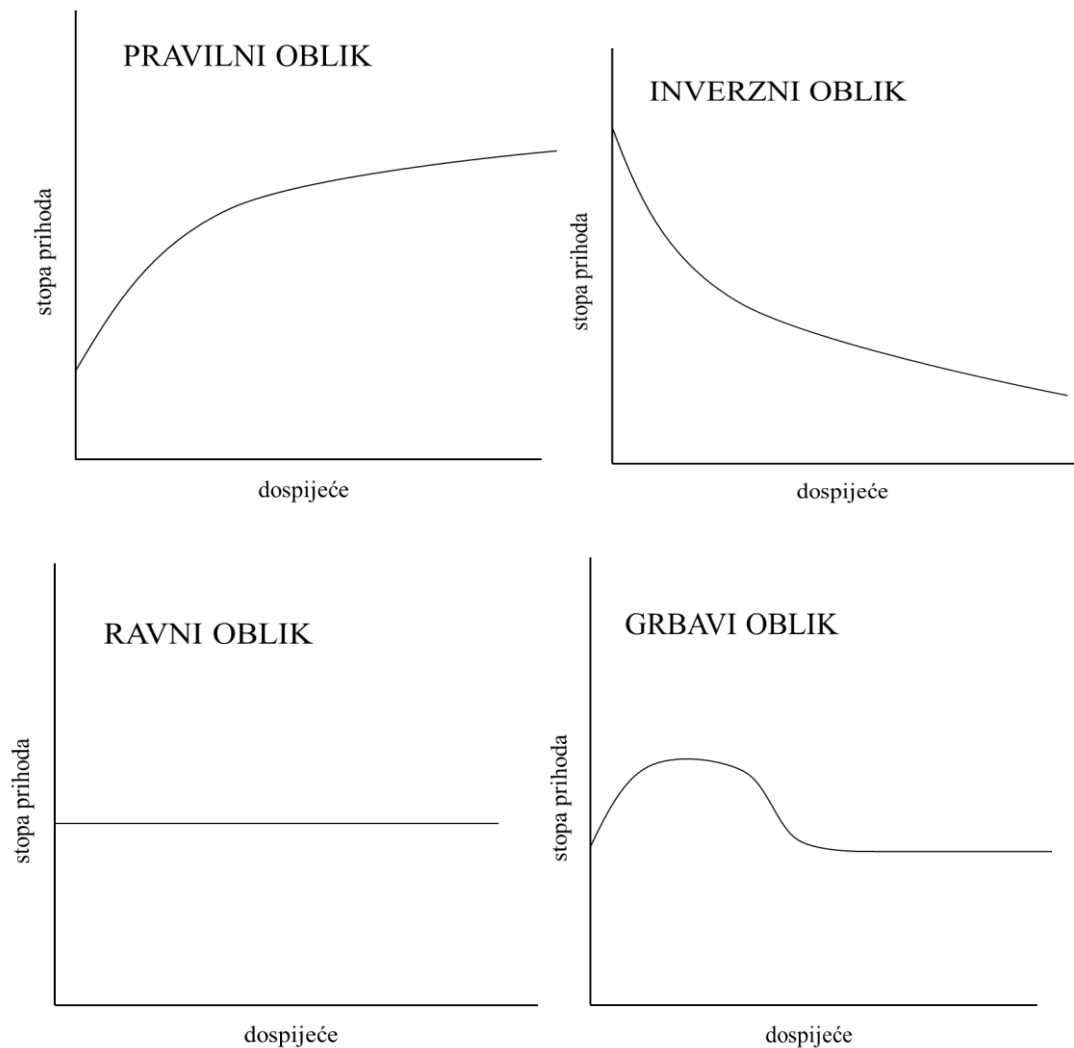 PRAVILNI OBLIK
stopa prihoda
dospijeće
INVERZNI OBLIK
stopa prihoda
dospijeće
RAVNI OBLIK
stopa prihoda
dospijeće
GRBAVI OBLIK
stopa prihoda
dospijeće